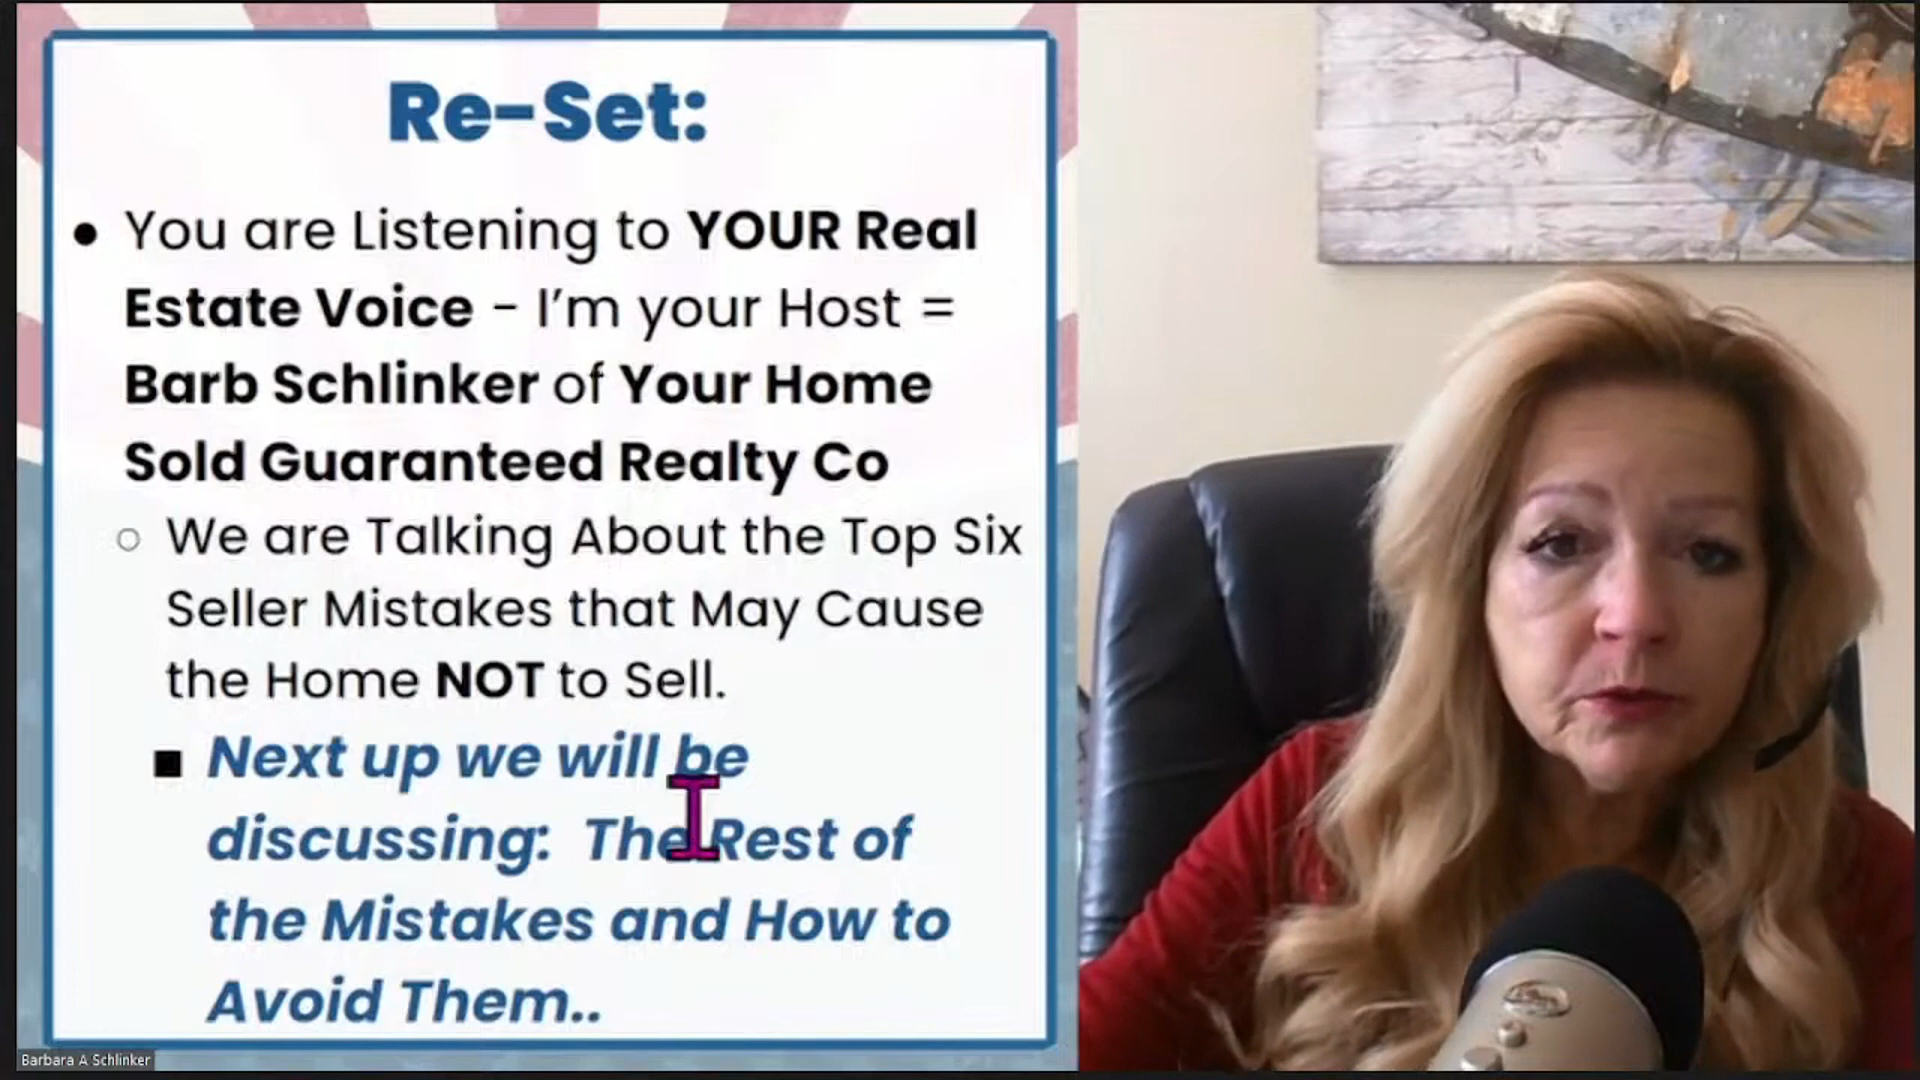 Re-Set:
● You are Listening to YOUR Real
Estate Voice - I'm your Host =
Barb Schlinker of Your Home
Sold Guaranteed Realty Co
○ We are Talking About the Top Six
Seller Mistakes that May Cause
the Home NOT to Sell.
■ Next up we will be
discussing: The Rest of
the Mistakes and How to
Avoid Them..
Barbara A Schlinker